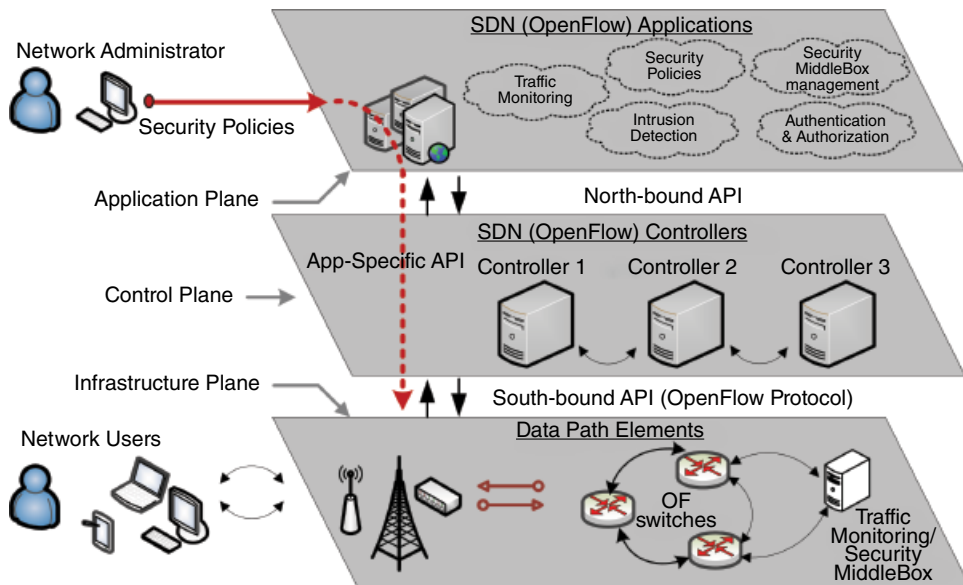 SDN (OpenFlow) Applications
Network Administrator
Security Policies
Traffic
Monitoring
Security
Policies
Security
MiddleBox
management
Intrusion
Detection
Authentication
& Authorization
Application Plane
North-bound API
SDN (OpenFlow) Controllers
App-Specific API
Controller 1
Controller 2
Controller 3
Control Plane
Infrastructure Plane
South-bound API (OpenFlow Protocol)
Data Path Elements
Network Users
OF
switches
Traffic
Monitoring/
Security
MiddleBox